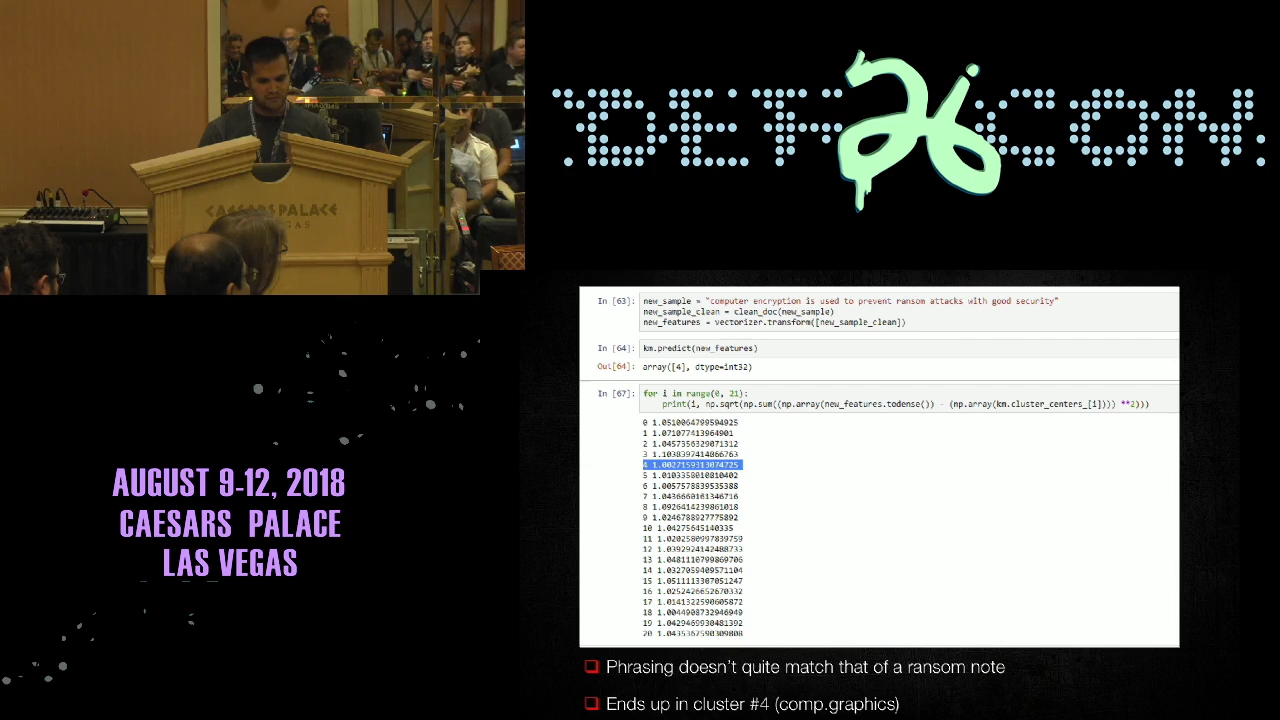 CAESARS PALACE
DEF 26 CON
AUGUST 9-12, 2018
CAESARS PALACE
LAS VEGAS
In [63]: new_sample = "computer encryption is used to prevent ransom attacks with good security"
new_sample_clean = clean_doc(new_sample)
new_features = vectorizer.transform([new_sample_clean])
In [64]: km.predict(new_features)
Out[64]: array([4], dtype=int32)
In [67]: for i in range(0, 21):
print(i, np.sqrt(np.sum((np.array(new_features.todense()) - (np.array(km.cluster_centers_[i]))) **2)))
0 1.0510064799594925
1 1.071077413964901
2 1.0457356329071312
3 1.1038397414866763
4 1.0027159313074725
5 1.0103358010810402
6 1.0057578839535388
7 1.0436660161346716
8 1.0926414239861018
9 1.0246788927775892
10 1.04275645140335
11 1.0202580997839759
12 1.0392924142488733
13 1.0481110799869706
14 1.0327059409571104
15 1.0511113307051247
16 1.0252426652670332
17 1.0141322590605872
18 1.0044908732946949
19 1.0429469930481392
20 1.0435367590309808
Phrasing doesn't quite match that of a ransom note
Ends up in cluster #4 (comp.graphics)